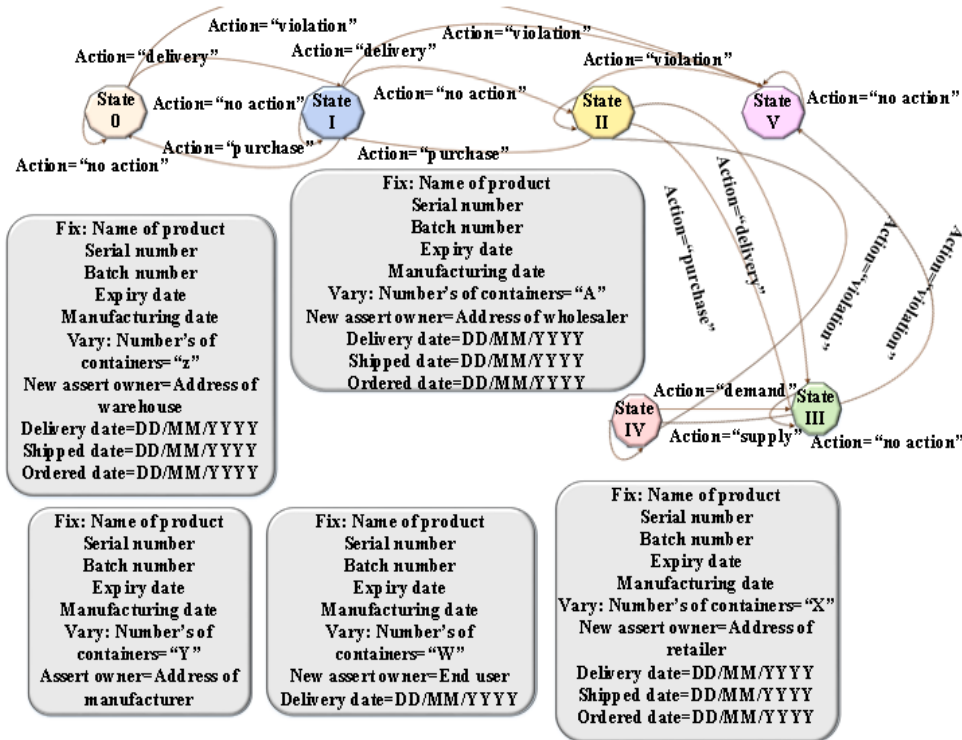 Action="violation"
Action="delivery"
Action="delivery"
Action="violation"
Action="violation"
State
0
Action="no action"
State
I
Action="no action"
State
II
State
V
Action="no action"
Action="purchase"
Action="purchase"
Action="no action"
Fix: Name of product
Serial number
Batch number
Expiry date
Manufacturing date
Vary: Number's of containers="A"
New assert owner=Address of wholesaler
Delivery date=DD/MM/YYYY
Shipped date=DD/MM/YYYY
Ordered date=DD/MM/YYYY
Action="purchase"
Action="delivery"
Action="violation"
Action="violation"
Fix: Name of product
Serial number
Batch number
Expiry date
Manufacturing date
Vary: Number's of
containers="z"
New assert owner=Address of
warehouse
Delivery date=DD/MM/YYYY
Shipped date=DD/MM/YYYY
Ordered date=DD/MM/YYYY
Action="demand"
State
IV
State
III
Action="supply"
Action="no action"
Fix: Name of product
Serial number
Batch number
Expiry date
Manufacturing date
Vary: Number's of
containers="Y"
Assert owner=Address of
manufacturer
Fix: Name of product
Serial number
Batch number
Expiry date
Manufacturing date
Vary: Number's of
containers="W"
New assert owner=End user
Delivery date=DD/MM/YYYY
Fix: Name of product
Serial number
Batch number
Expiry date
Manufacturing date
Vary: Number's of containers="X"
New assert owner=Address of
retailer
Delivery date=DD/MM/YYYY
Shipped date=DD/MM/YYYY
Ordered date=DD/MM/YYYY